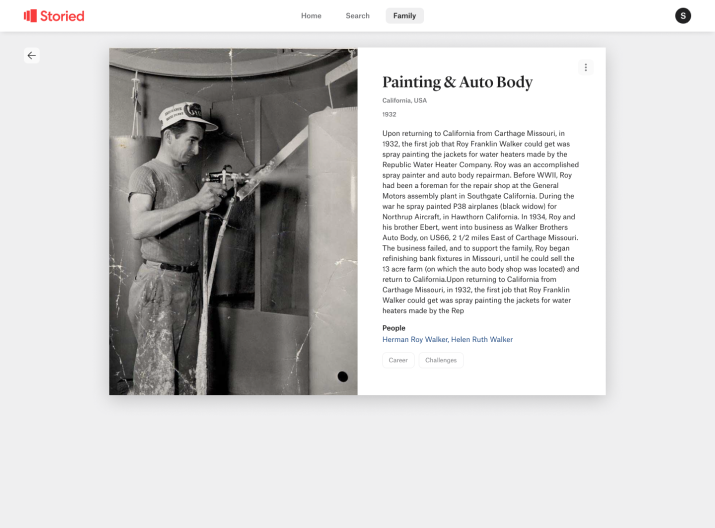 Storied
Home
Search
Family
S
Painting & Auto Body
California, USA
1932
Upon returning to California from Carthage Missouri, in
1932, the first job that Roy Franklin Walker could get was
spray painting the jackets for water heaters made by the
Republic Water Heater Company. Roy was an accomplished
spray painter and auto body repairman. Before WWII, Roy
had been a foreman for the repair shop at the General
Motors assembly plant in Southgate California. During the
war he spray painted P38 airplanes (black widow) for
Northrup Aircraft, in Hawthorn California. In 1934, Roy and
his brother Ebert, went into business as Walker Brothers
Auto Body, on US66, 2 1/2 miles East of Carthage Missouri.
The business failed, and to support the family, Roy began
refinishing bank fixtures in Missouri, until he could sell the
13 acre farm (on which the auto body shop was located) and
return to California.Upon returning to California from
Carthage Missouri, in 1932, the first job that Roy Franklin
Walker could get was spray painting the jackets for water
heaters made by the Rep
People
Herman Roy Walker, Helen Ruth Walker
Career
Challenges